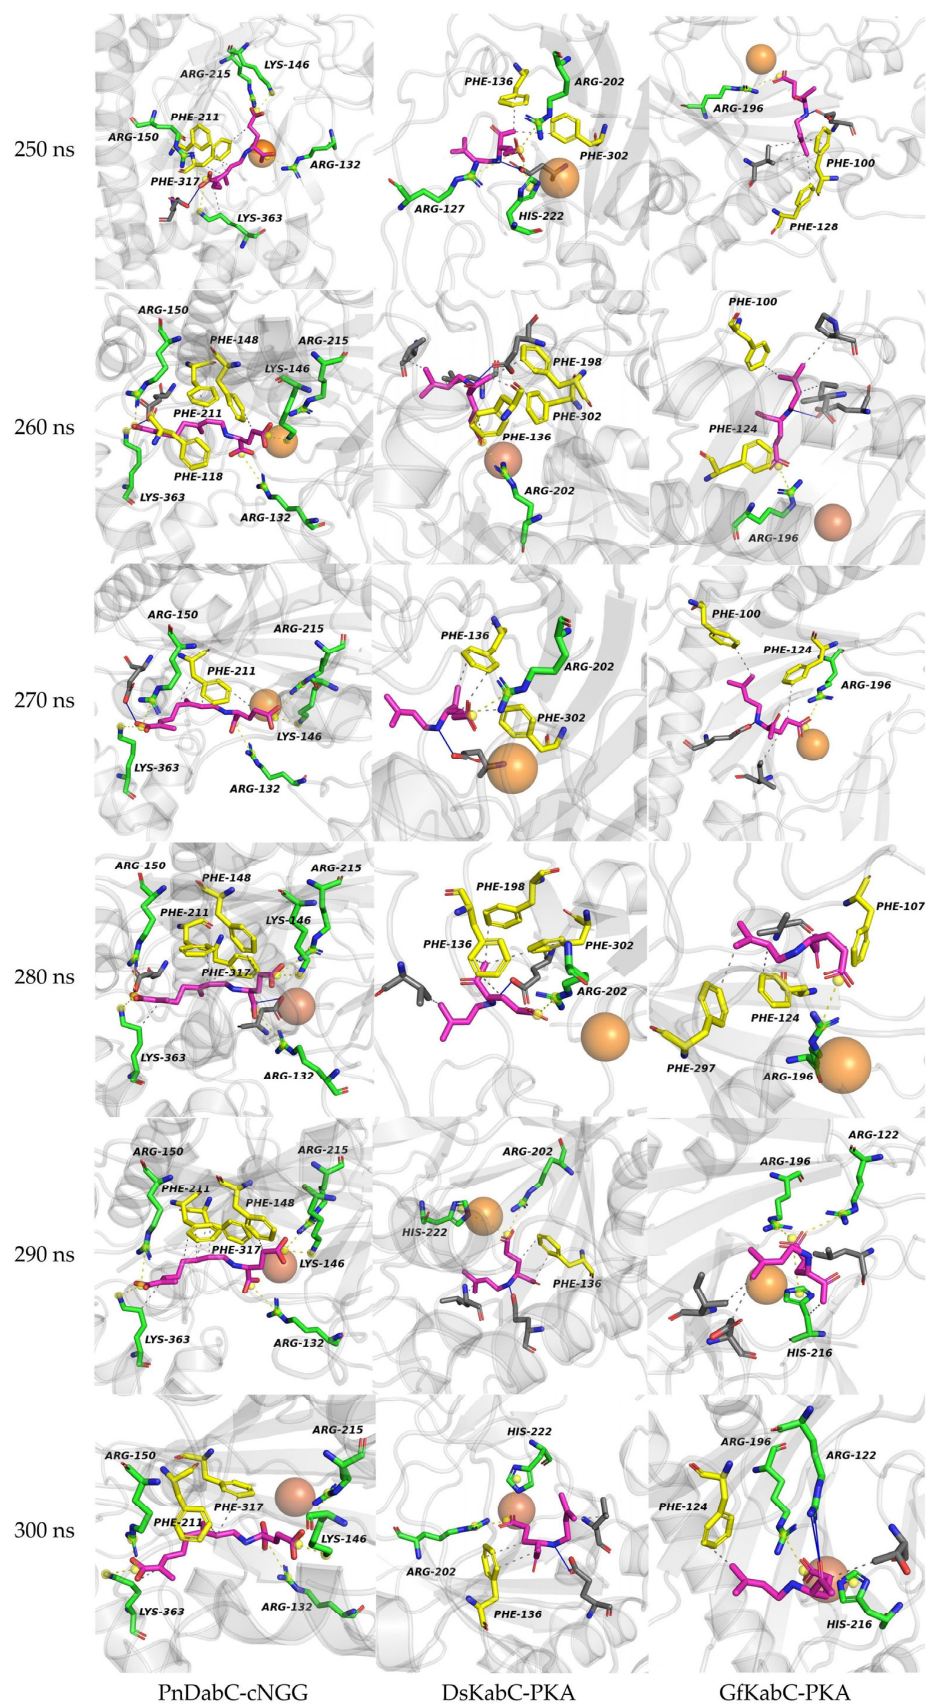 250 ns
ARG-215
LYS-146
PHE-211
ARG-150
ARG-132
PHE-317
LYS-363
PHE-136
ARG-202
PHE-302
ARG-127
HIS-222
ARG-196
PHE-100
PHE-128
260 ns
ARG-150
PHE-148
ARG-215
LYS-146
PHE-211
PHE-118
LYS-363
ARG-132
PHE-198
PHE-302
PHE-136
ARG-202
PHE-100
PHE-124
ARG-196
270 ns
ARG-150
ARG-215
PHE-211
LYS-146
LYS-363
ARG-132
PHE-136
ARG-202
PHE-302
PHE-100
PHE-124
ARG-196
280 ns
ARG-150
ARG-215
PHE-148
PHE-211
LYS-146
PHE-317
LYS-363
ARG-132
PHE-198
PHE-136
PHE-302
ARG-202
PHE-107
PHE-124
PHE-297
ARG-196
290 ns
ARG-150
ARG-215
PHE-211
PHE-148
PHE-317
LYS-146
LYS-363
ARG-132
ARG-202
HIS-222
PHE-136
ARG-122
ARG-196
HIS-216
300 ns
ARG-215
ARG-150
PHE-317
PHE-211
LYS-146
LYS-363
ARG-132
HIS-222
ARG-202
PHE-136
ARG-196
ARG-122
PHE-124
HIS-216
PnDabC-cNGG
DsKabC-PKA
GfKabC-PKA